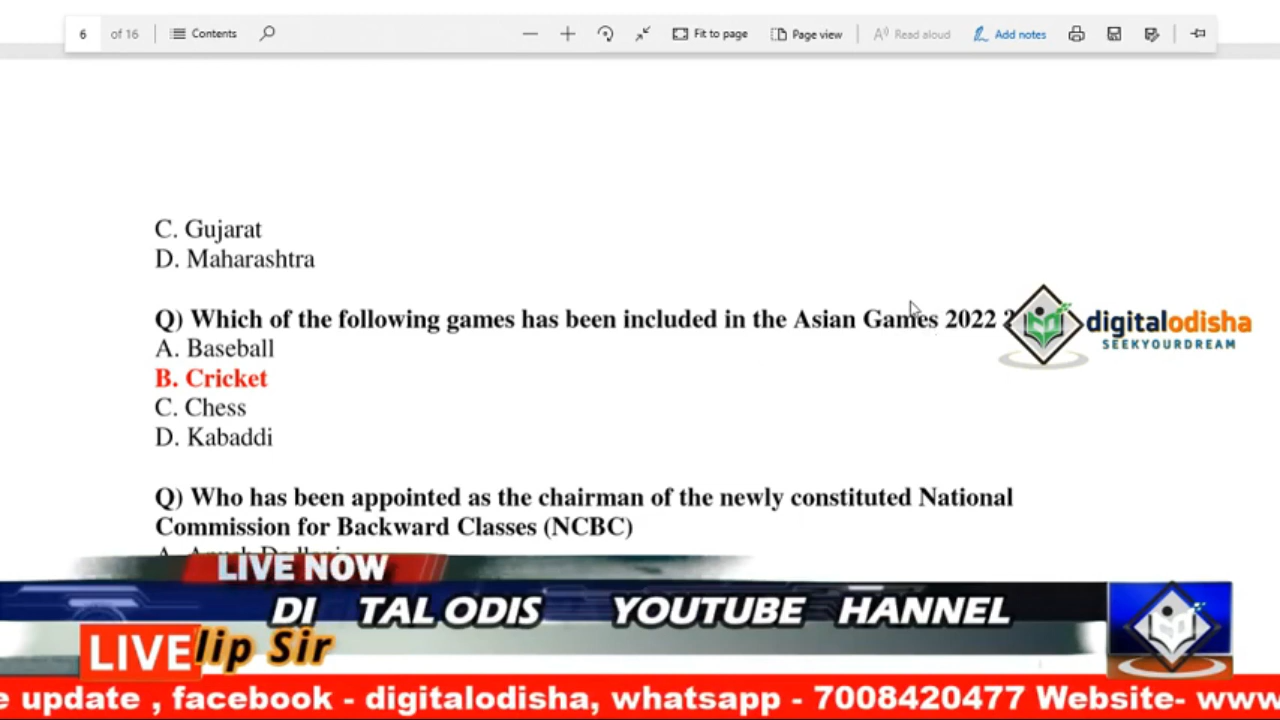 6 of 16 Contents Fit to page Page view Read aloud Add notes
C. Gujarat
D. Maharashtra
Q) Which of the following games has been included in the Asian Games 2022 ?
A. Baseball
B. Cricket
C. Chess
D. Kabaddi
digitalodisha
SEEKYOURDREAM
Q) Who has been appointed as the chairman of the newly constituted National
Commission for Backward Classes (NCBC)
LIVE NOW
DI TAL ODIS YOUTUBE HANNEL
LIVE lip Sir
e update , facebook - digitalodisha, whatsapp - 7008420477 Website- www